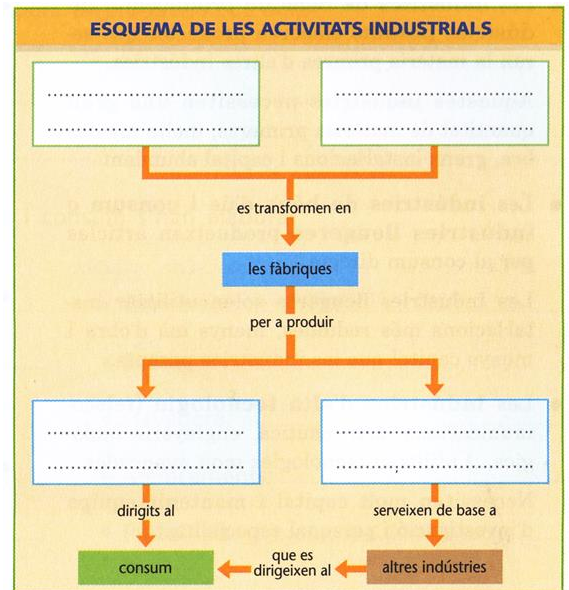 ESQUEMA DE LES ACTIVITATS INDUSTRIALS
es transformen en
les fàbriques
per a produir
dirigits al
serveixen de base a
consum
que es
dirigeixen al
altres indústries